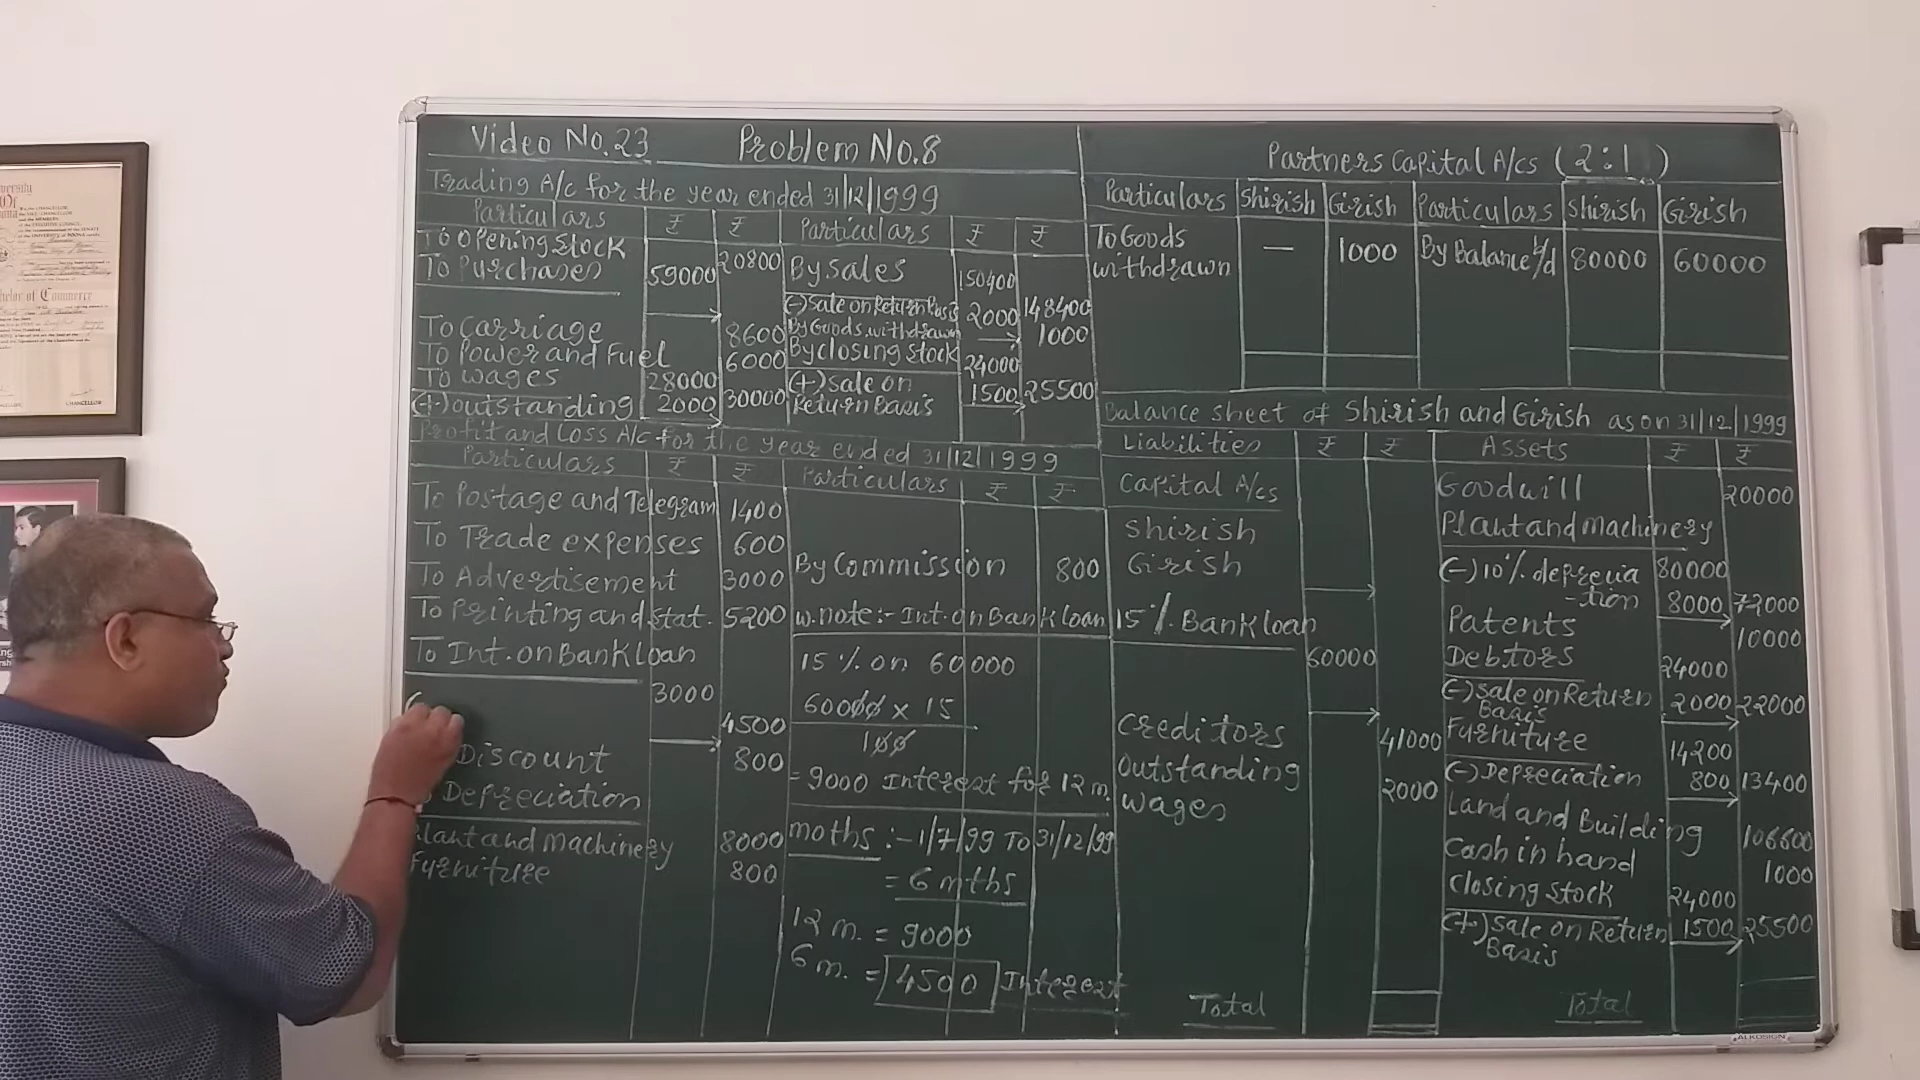 Video No.23 Problem No.8
Trading A/c for the year ended 31/12/1999
Particulars ₹ ₹ Particulars ₹ ₹
To Opening Stock 20800
To Purchases 59000
By Sales 150400
(-) Sale on Return Basis 2000 148400
To Carriage 8600
By Goods withdrawn 1000
To Power and Fuel 6000
By closing stock 24000
To wages 28000
(+) outstanding 2000 30000
(+) Sale on Return Basis 1500 25500
Profit and Loss A/c for the year ended 31/12/1999
Particulars ₹ ₹ Particulars ₹ ₹
To Postage and Telegram 1400
To Trade expenses 600
To Advertisement 3000
To Printing and stat. 5200
To Int. on Bank loan
3000
4500
Discount 800
Depreciation
Plant and Machinery 8000
Furniture 800
By Commission 800
w.note:- Int. on Bank loan
15 % on 60000
60000 x 15
100
= 9000 Interest for 12 m.
moths :- 1/7/99 To 31/12/99
= 6 mths
12 m. = 9000
6 m. = 4500 Interest
Partners Capital A/cs ( 2:1 )
Particulars Shirish Girish Particulars Shirish Girish
To Goods withdrawn — 1000 By Balance b/d 80000 60000
Balance sheet of Shirish and Girish as on 31/12/1999
Liabilities ₹ ₹ Assets ₹ ₹
Capital A/cs
Shirish
Girish
15% Bank loan
60000
Creditors 41000
Outstanding wages 2000
Total
Goodwill 20000
Plant and machinery
80000
(-) 10% deprecia
-tion 8000 72000
Patents 10000
Debtors 24000
(-) Sale on Return Basis 2000 22000
Furniture 14200
(-) Depreciation 800 13400
Land and Building 106600
Cash in hand 1000
Closing stock 24000
(+) Sale on Return Basis 1500 25500
Total
ALKOSIGN